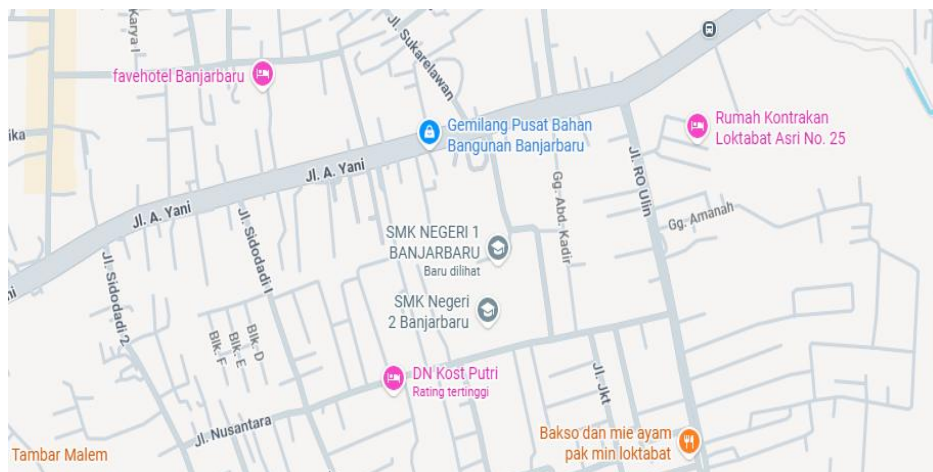 Karya I
Jl. Sukarelawan
favehotel Banjarbaru
ika
Gemilang Pusat Bahan
Bangunan Banjarbaru
Rumah Kontrakan
Loktabat Asri No. 25
Jl. A. Yani
Jl. A. Yani
Jl. RO Ulin
Gg. Abd. Kadir
Gg. Amanah
Jl. Sidodadi I
SMK NEGERI 1
BANJARBARU
Baru dilihat
Jl. Sidodadi 2
ni
SMK Negeri
2 Banjarbaru
Blk. F
Blk. E
Blk. D
DN Kost Putri
Rating tertinggi
Jl. Jkt
Jl. Nusantara
Bakso dan mie ayam
pak min loktabat
Tambar Malem